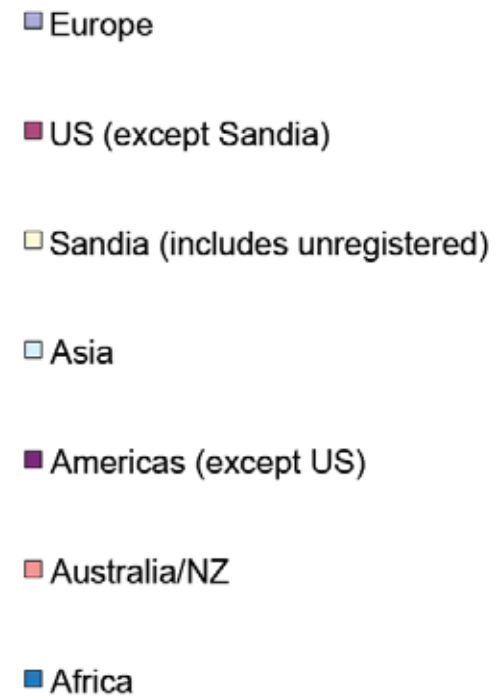 Europe
US (except Sandia)
Sandia (includes unregistered)
Asia
Americas (except US)
Australia/NZ
Africa